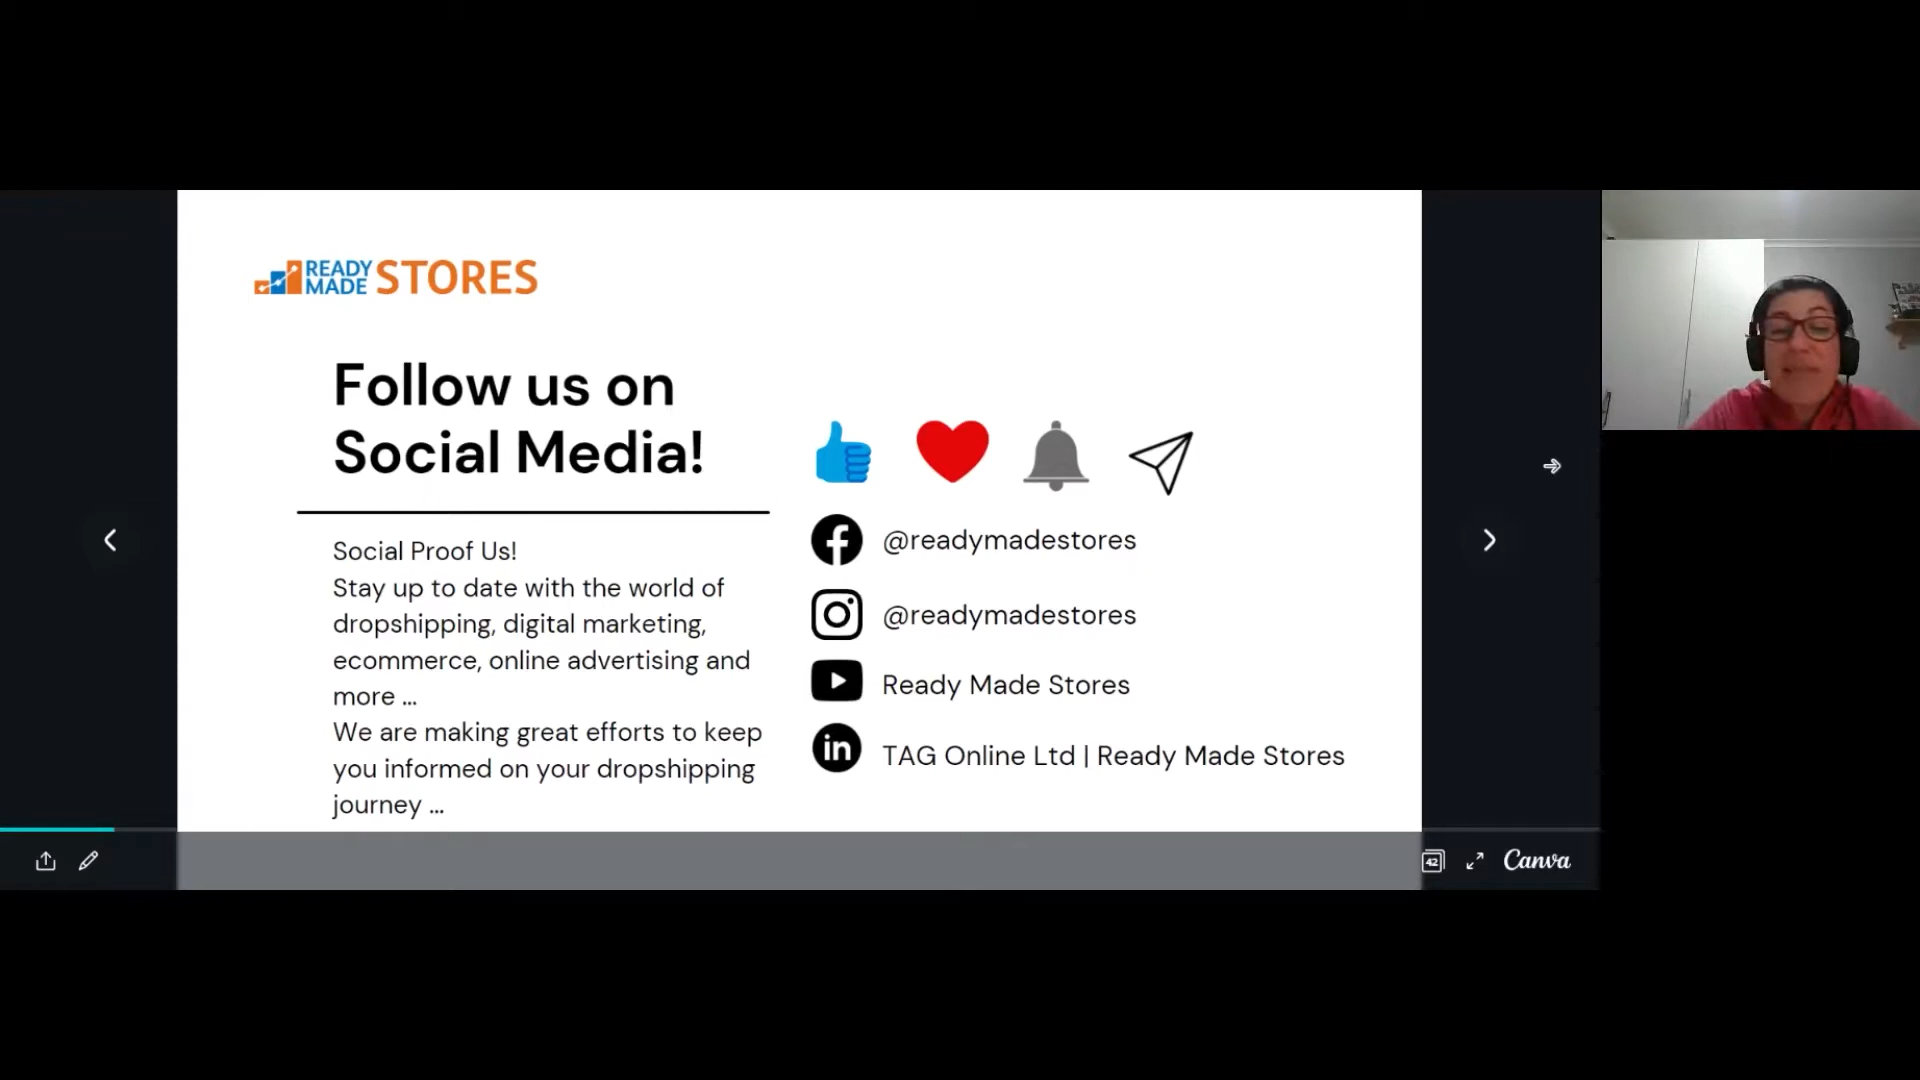 READY
MADE
STORES
Follow us on
Social Media!
Social Proof Us!
Stay up to date with the world of
dropshipping, digital marketing,
ecommerce, online advertising and
more ...
We are making great efforts to keep
you informed on your dropshipping
journey ...
@readymadestores
@readymadestores
Ready Made Stores
in
TAG Online Ltd | Ready Made Stores
42
Canva